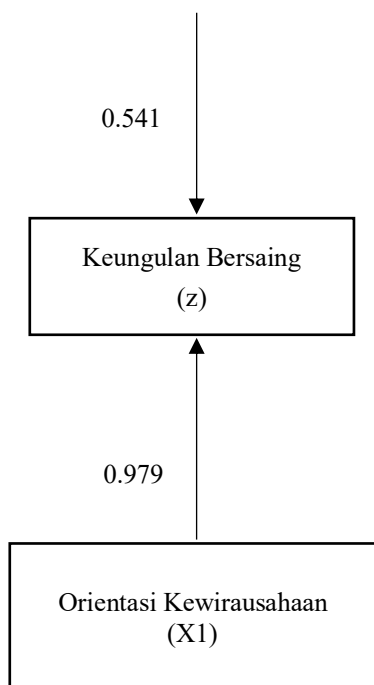 0.541
Keungulan Bersaing
(z)
0.979
Orientasi Kewirausahaan
(X1)